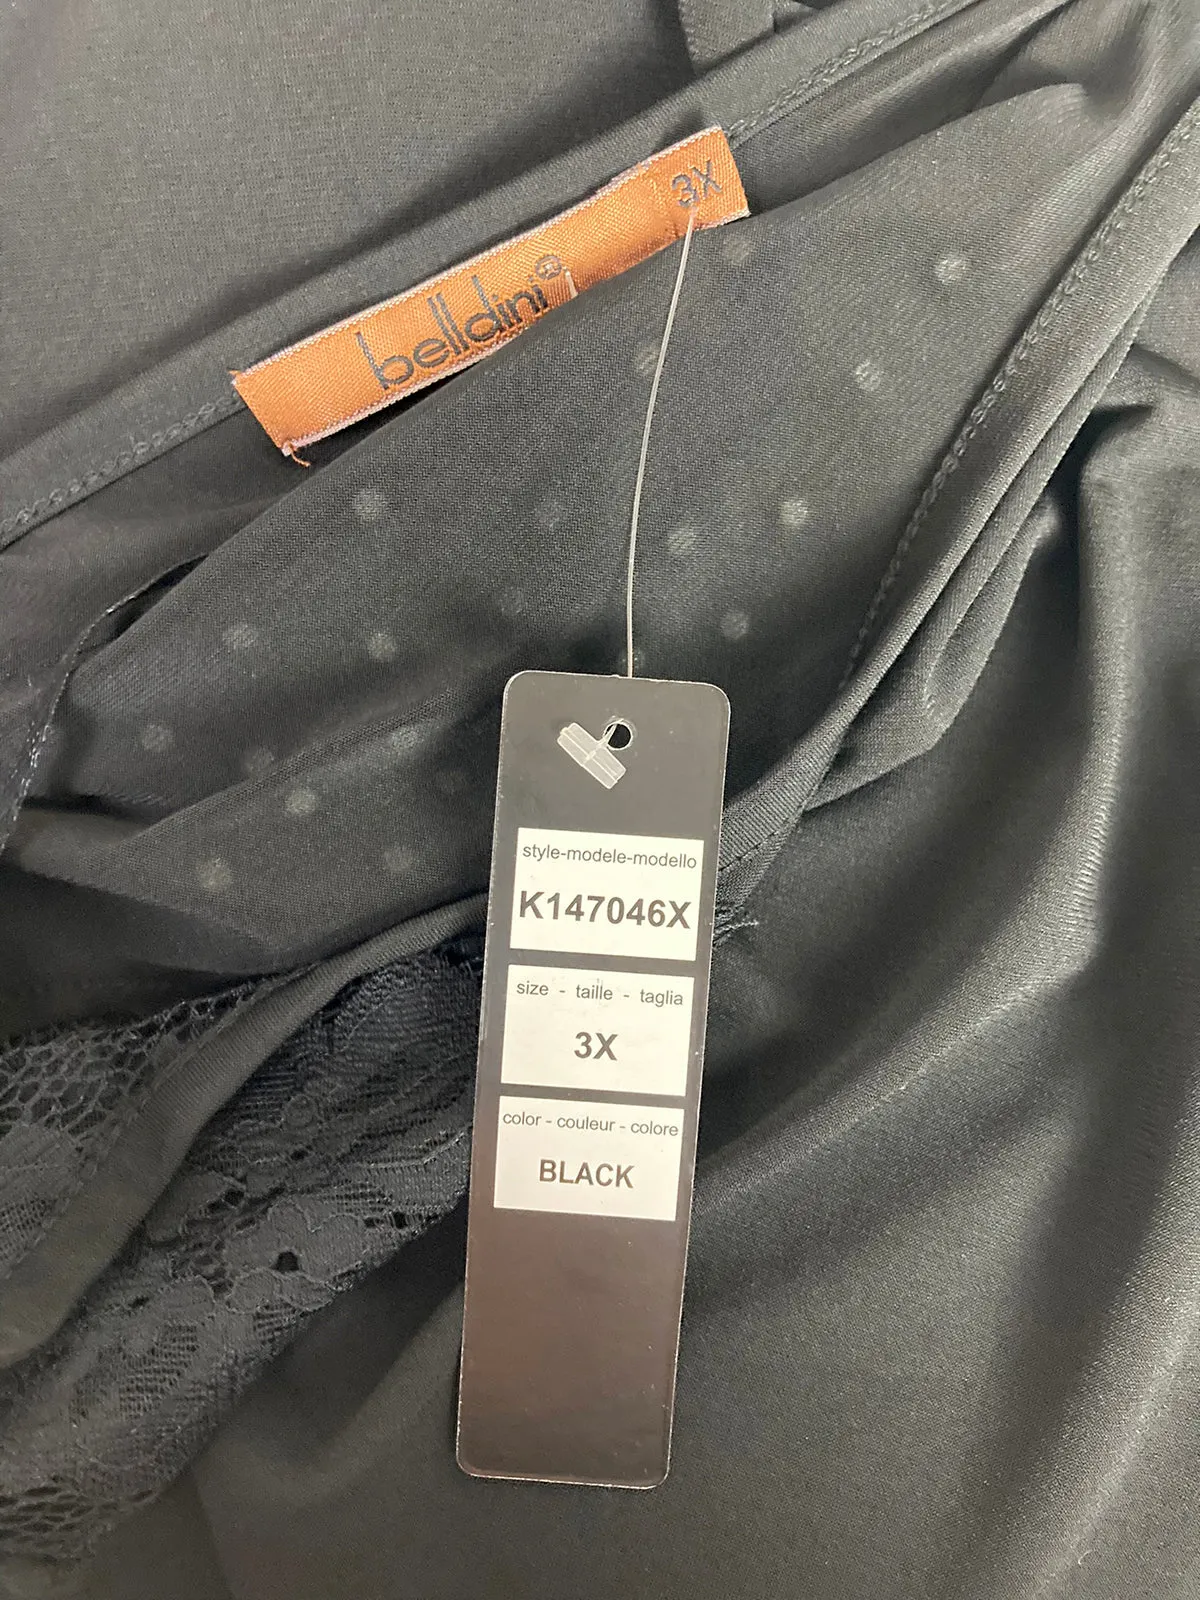 belldini®
3X
style-modele-modello
K147046X
size - taille - taglia
3X
color - couleur - colore
BLACK